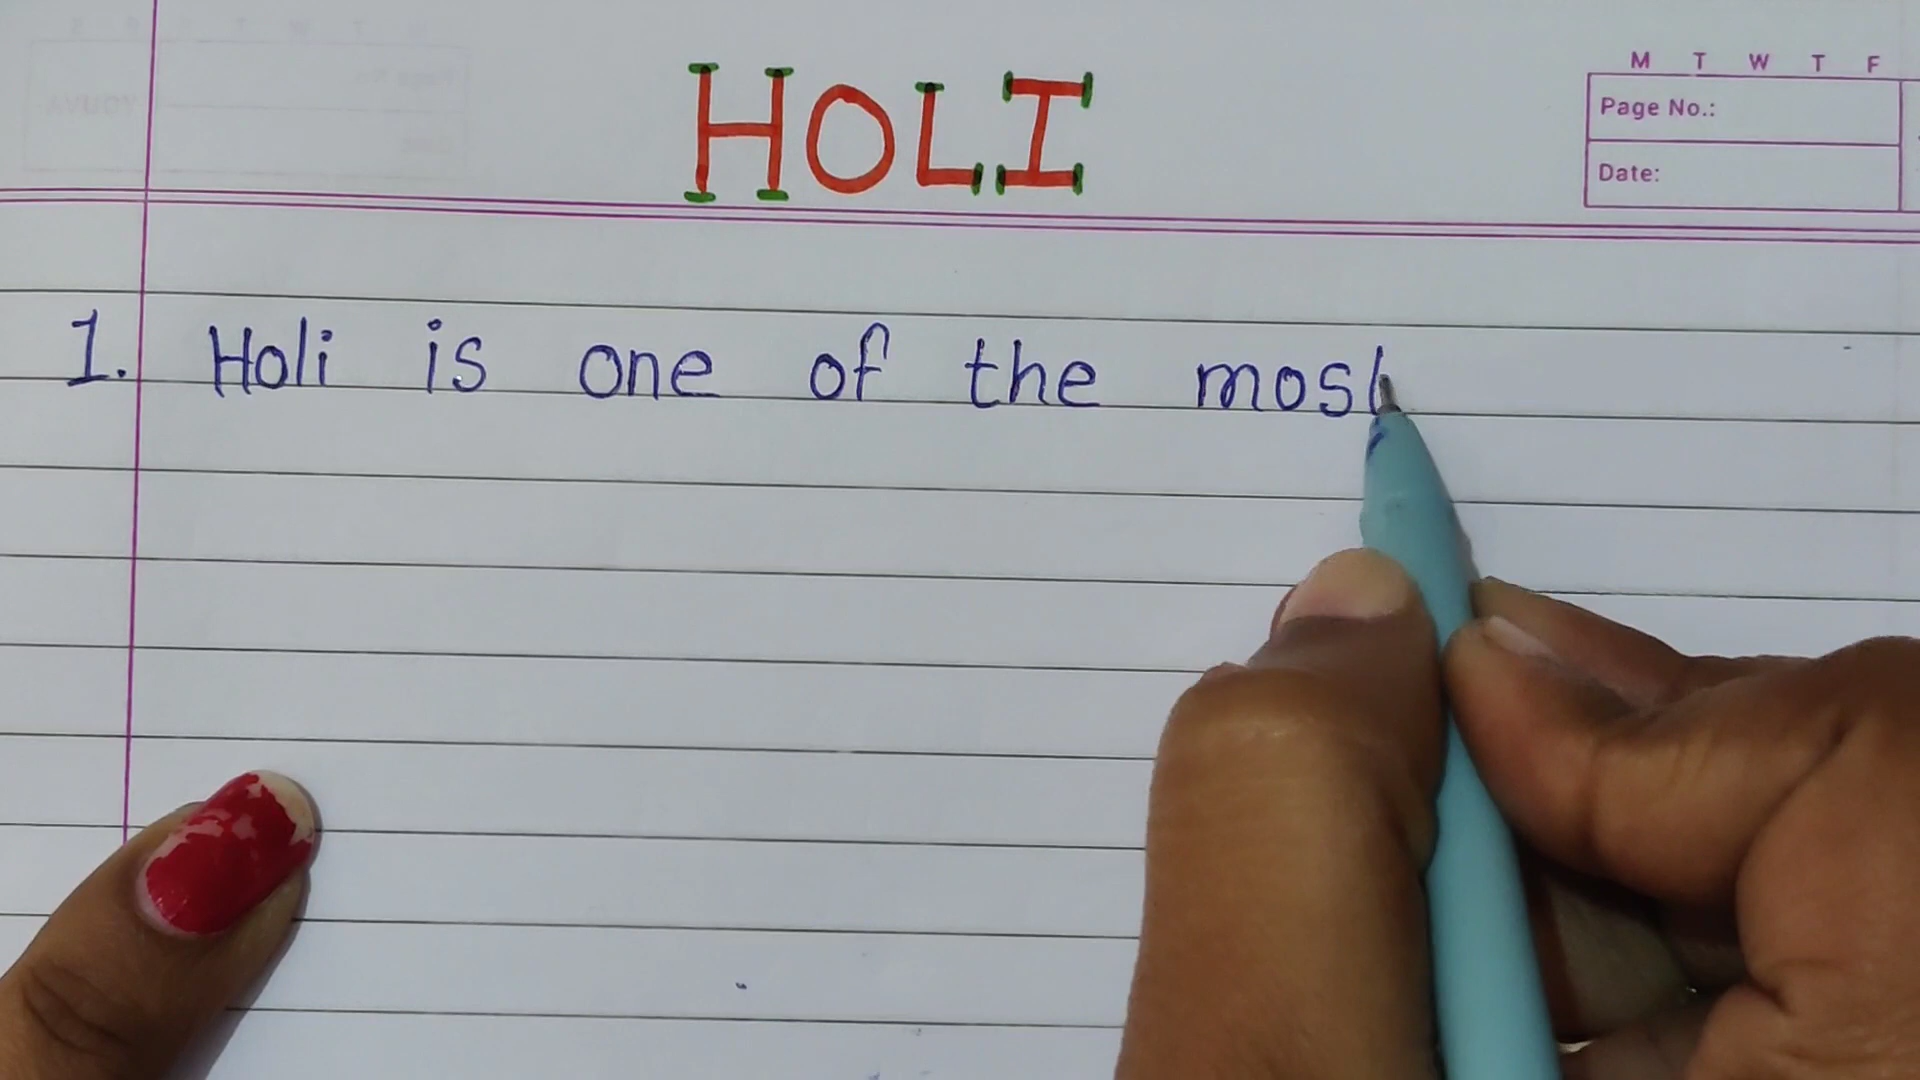 HOLI
M T W T F
Page No.:
Date:
1. Holi is one of the most